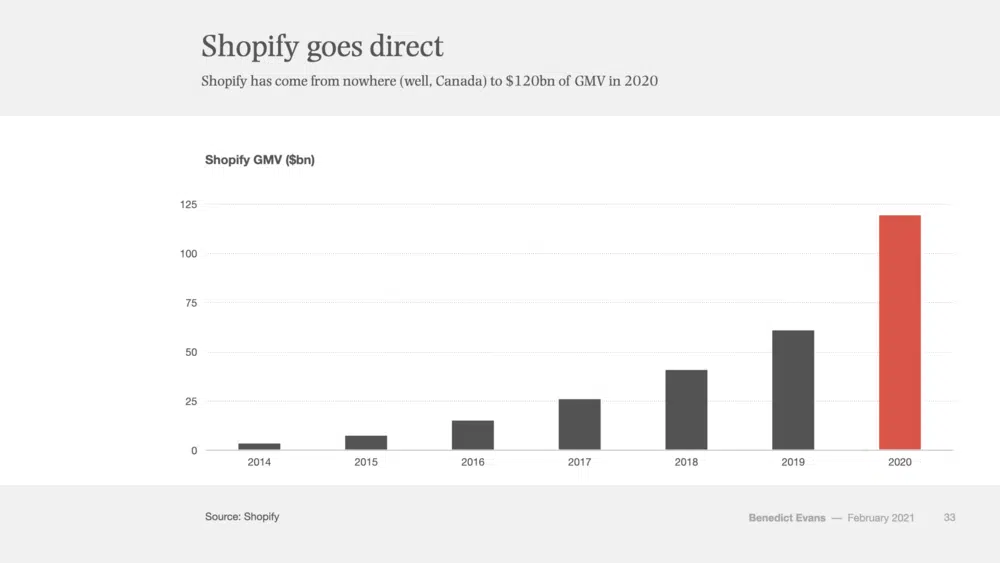 Shopify goes direct
Shopify has come from nowhere (well, Canada) to $120bn of GMV in 2020
Shopify GMV ($bn)
125
100
75
50
25
0
2014 2015 2016 2017 2018 2019 2020
Source: Shopify
Benedict Evans — February 2021 33